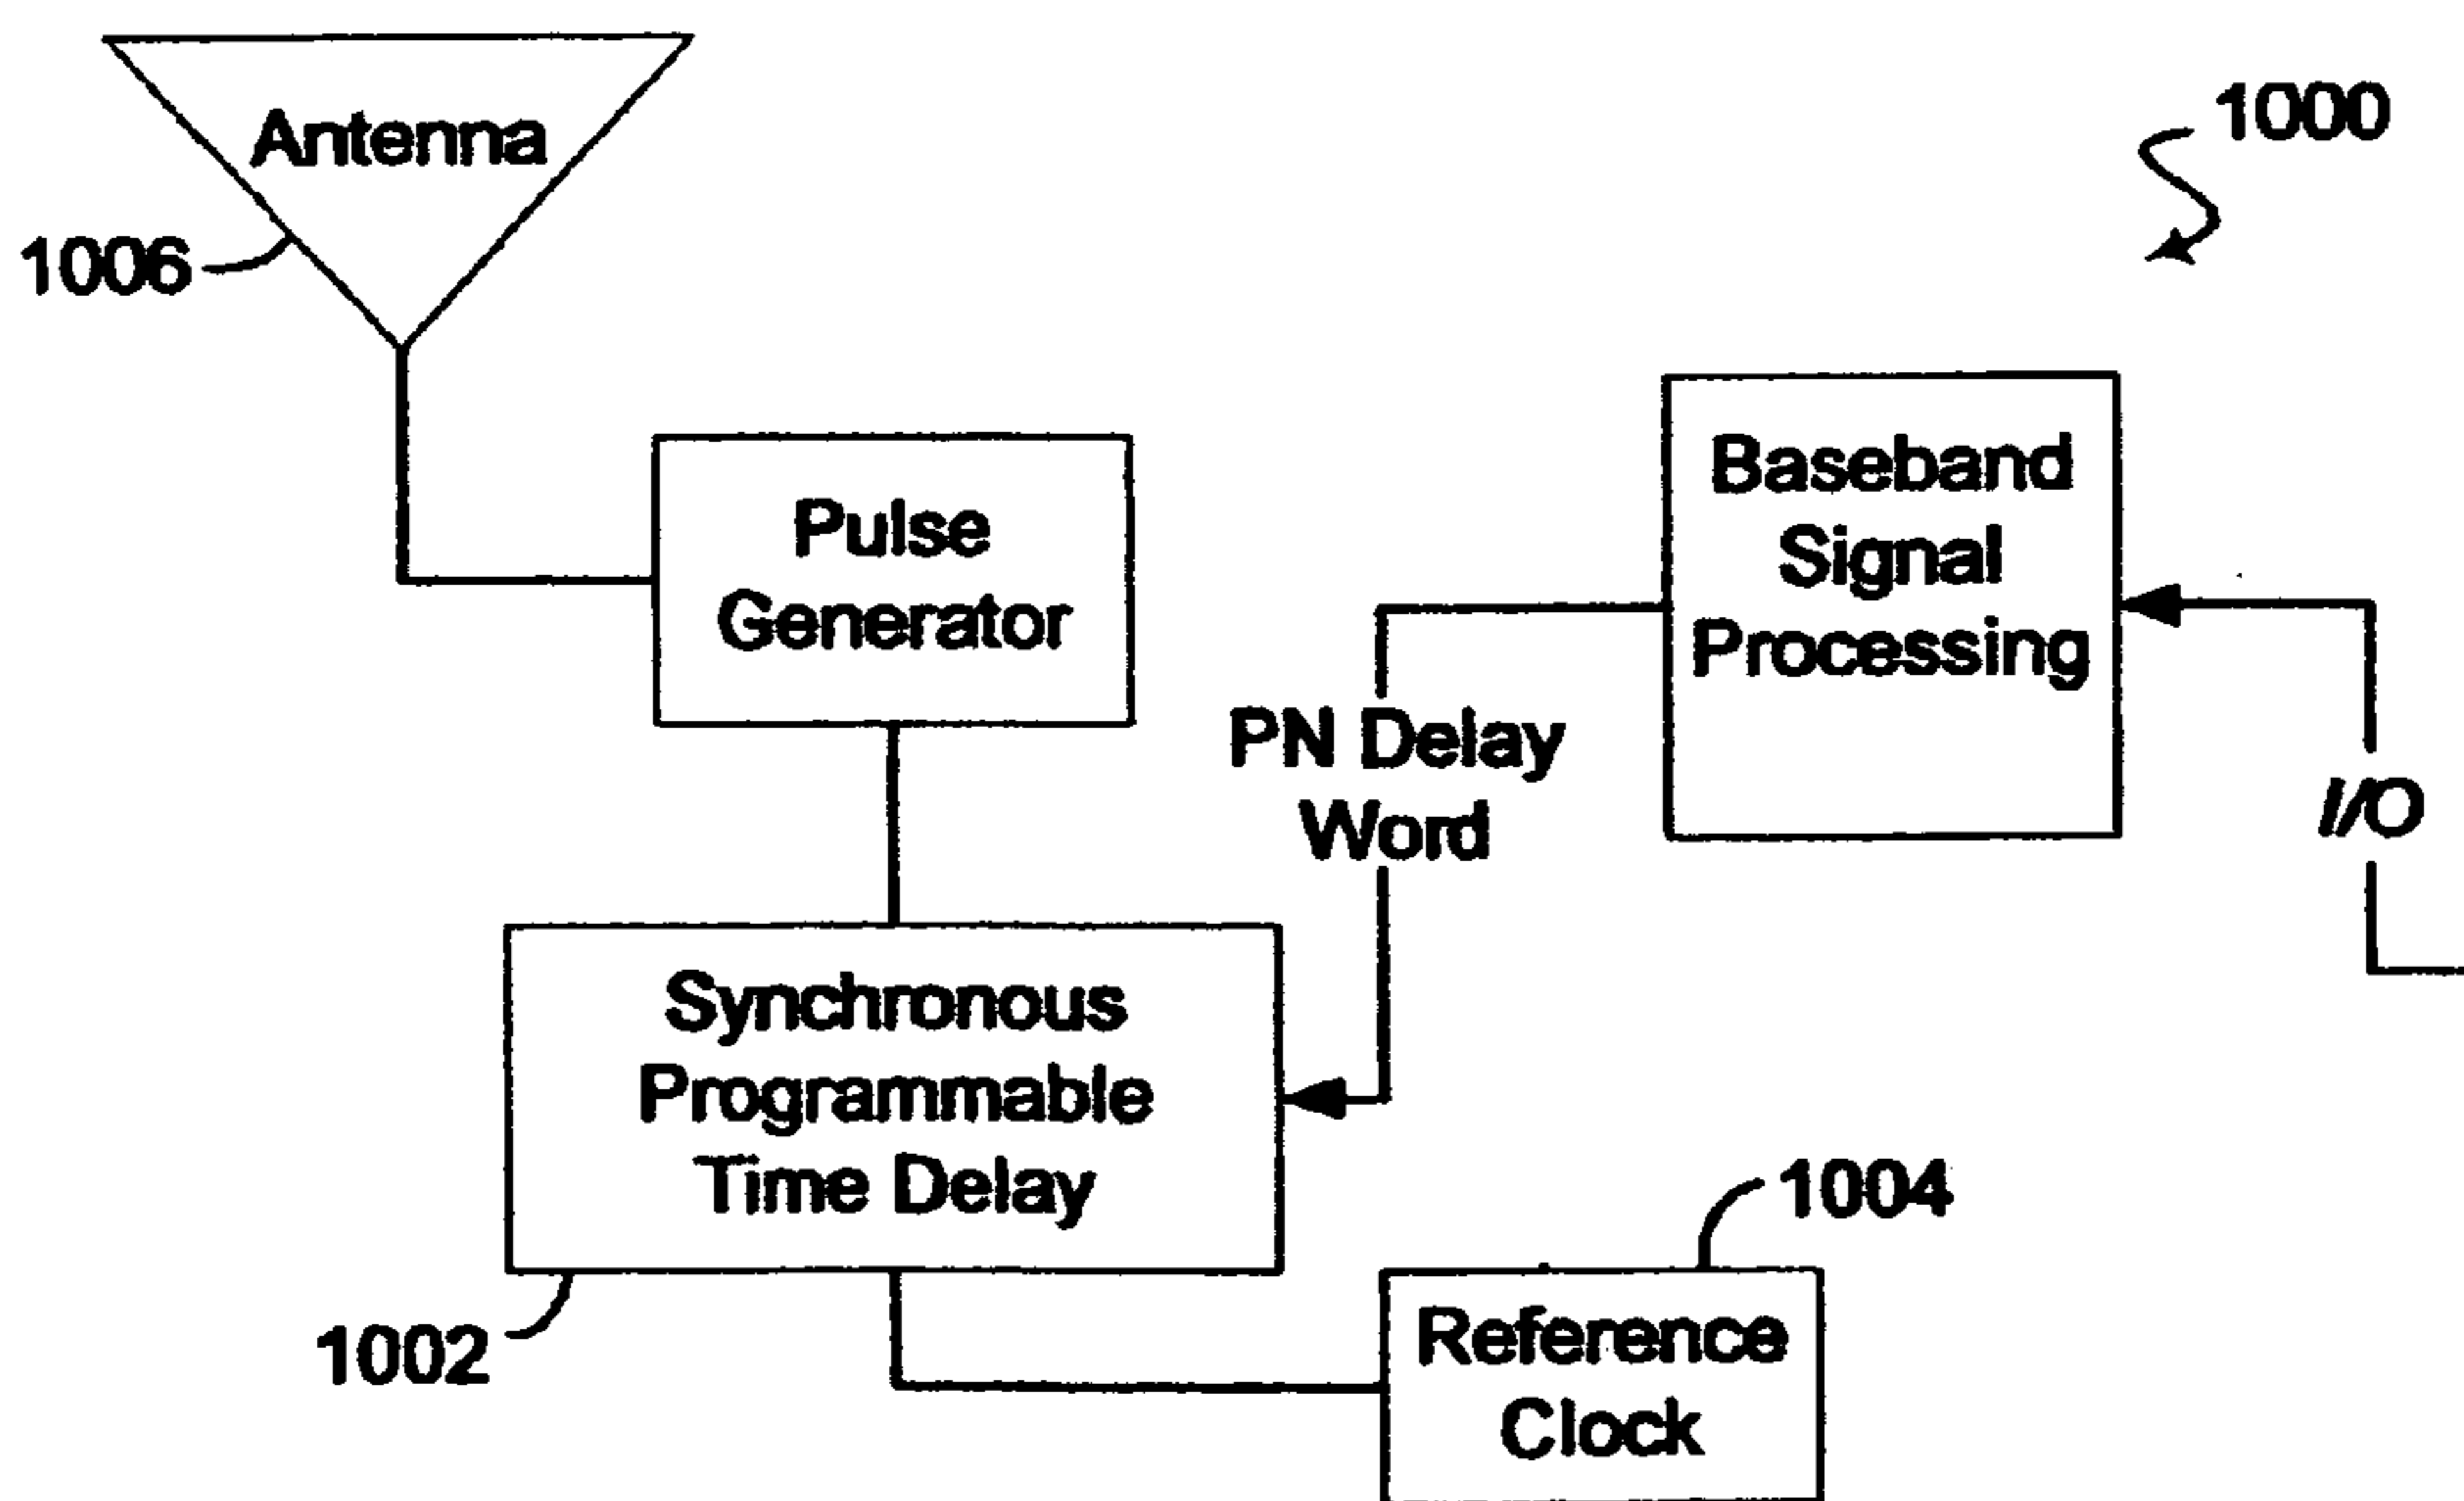 Antenna
1000
1006
Baseband
Signal
Processing
Pulse
Generator
PN Delay
Word
I/O
Synchronous
Programmable
Time Delay
1004
1002
Reference
Clock